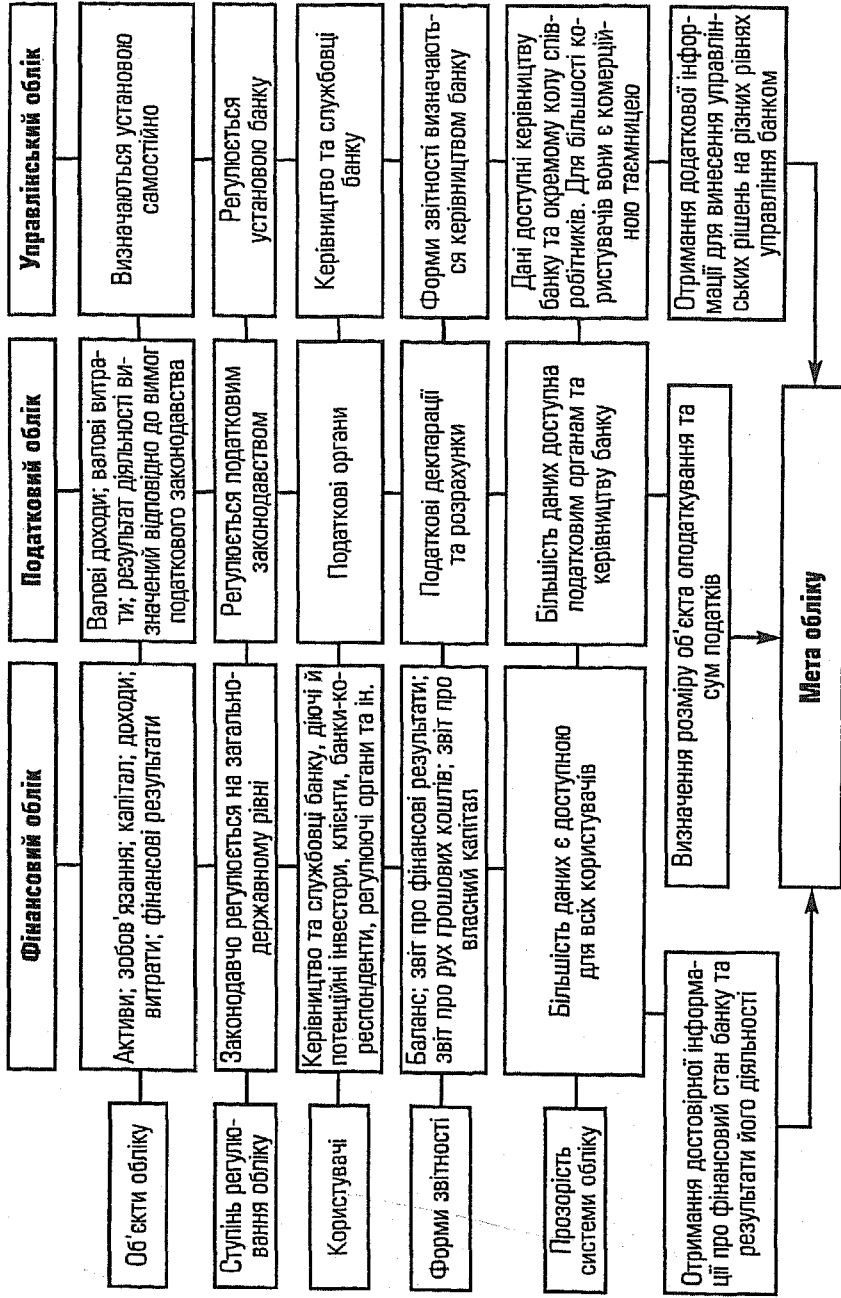 Фінансовий облік
Податковий облік
Управлінський облік
Об'єкти обліку
Активи; зобов'язання; капітал; доходи;
витрати; фінансові результати
Валові доходи; валові витра-
ти; результат діяльності ви-
значений відповідно до вимог
податкового законодавства
Визначаються установою
самостійно
Ступінь регулю-
вання обліку
Законодавчо регулюється на загально-
державному рівні
Регулюється податковим
законодавством
Регулюється
установою банку
Користувачі
Керівництво та службовці банку, діючі й
потенційні інвестори, клієнти, банки-ко-
респонденти, регулюючі органи та ін.
Податкові органи
Керівництво та службовці
банку
Форми звітності
Баланс; звіт про фінансові результати;
звіт про рух грошових коштів; звіт про
власний капітал
Податкові декларації
та розрахунки
Форми звітності визначають-
ся керівництвом банку
Прозорість
системи обліку
Більшість даних є доступною
для всіх користувачів
Більшість даних доступна
податковим органам та
керівництву банку
Дані доступні керівництву
банку та окремому колу спів-
робітників. Для більшості ко-
ристувачів вони є комерцій-
ною таємницею
Отримання достовірної інформа-
ції про фінансовий стан банку та
результати його діяльності
Визначення розміру об'єкта оподаткування та
сум податків
Отримання додаткової інфор-
мації для винесення управлін-
ських рішень на різних рівнях
управління банком
Мета обліку